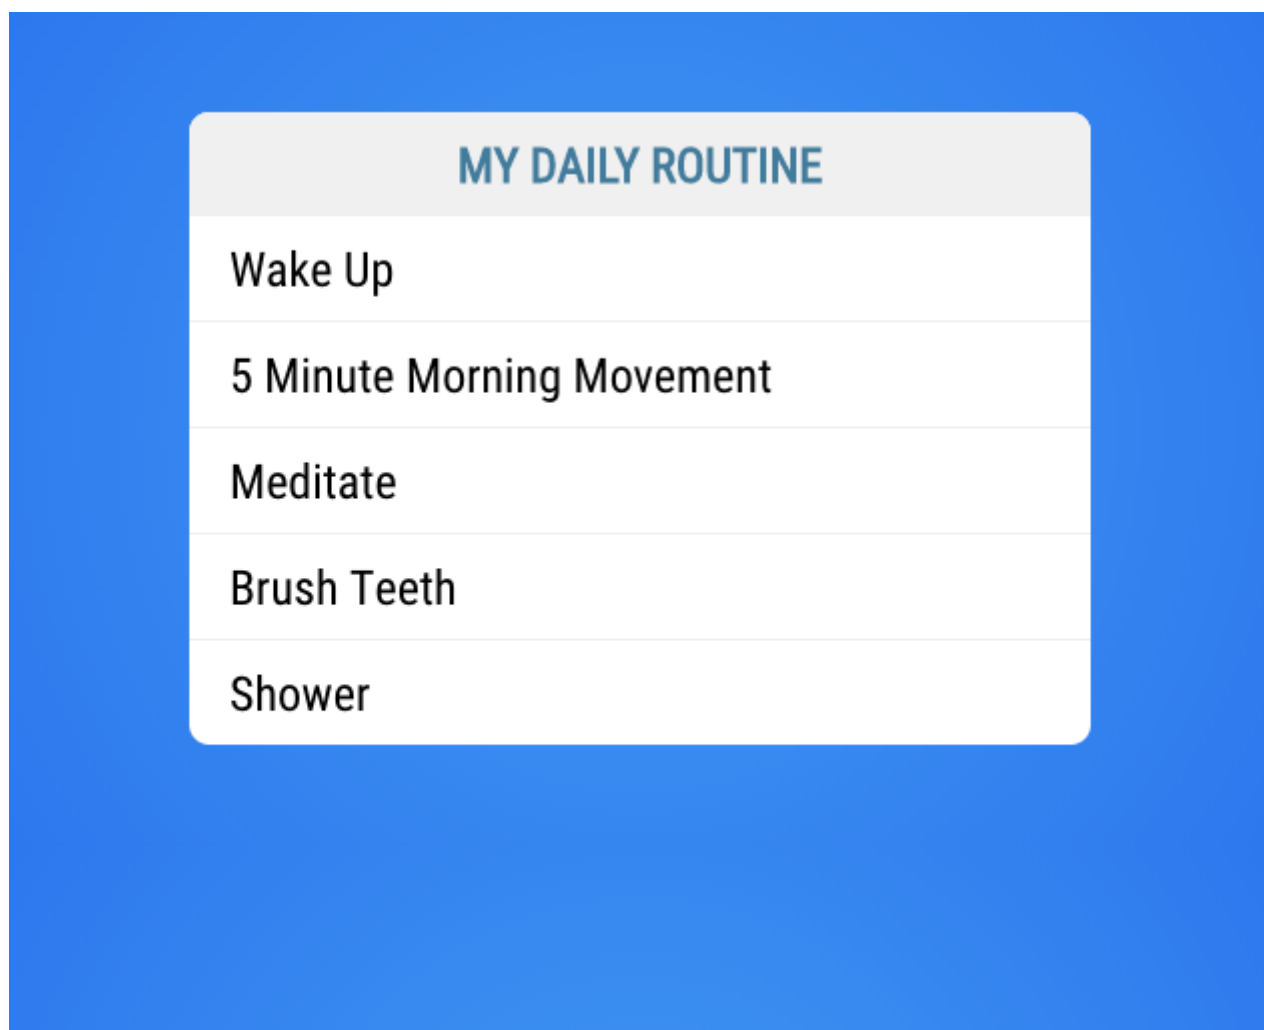 MY DAILY ROUTINE
Wake Up
5 Minute Morning Movement
Meditate
Brush Teeth
Shower